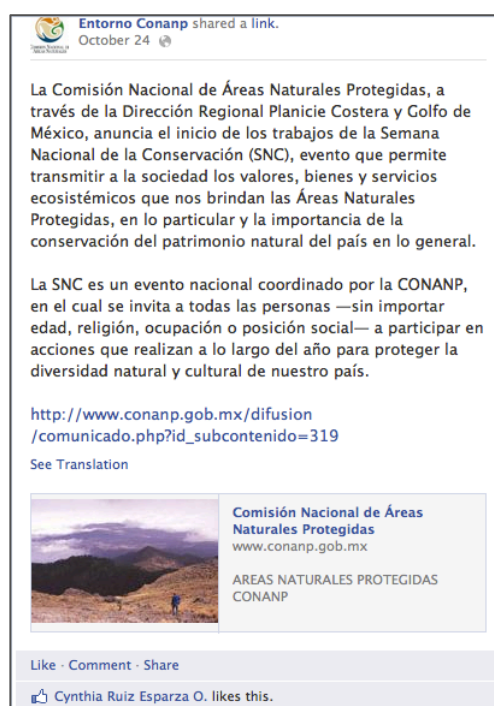 Entorno Conanp shared a link.
October 24
La Comisión Nacional de Áreas Naturales Protegidas, a
través de la Dirección Regional Planicie Costera y Golfo de
México, anuncia el inicio de los trabajos de la Semana
Nacional de la Conservación (SNC), evento que permite
transmitir a la sociedad los valores, bienes y servicios
ecosistémicos que nos brindan las Áreas Naturales
Protegidas, en lo particular y la importancia de la
conservación del patrimonio natural del país en lo general.
La SNC es un evento nacional coordinado por la CONANP,
en el cual se invita a todas las personas —sin importar
edad, religión, ocupación o posición social— a participar en
acciones que realizan a lo largo del año para proteger la
diversidad natural y cultural de nuestro país.
http://www.conanp.gob.mx/difusion
/comunicado.php?id_subcontenido=319
See Translation
Comisión Nacional de Áreas
Naturales Protegidas
www.conanp.gob.mx
AREAS NATURALES PROTEGIDAS
CONANP
Like · Comment · Share
Cynthia Ruiz Esparza O. likes this.